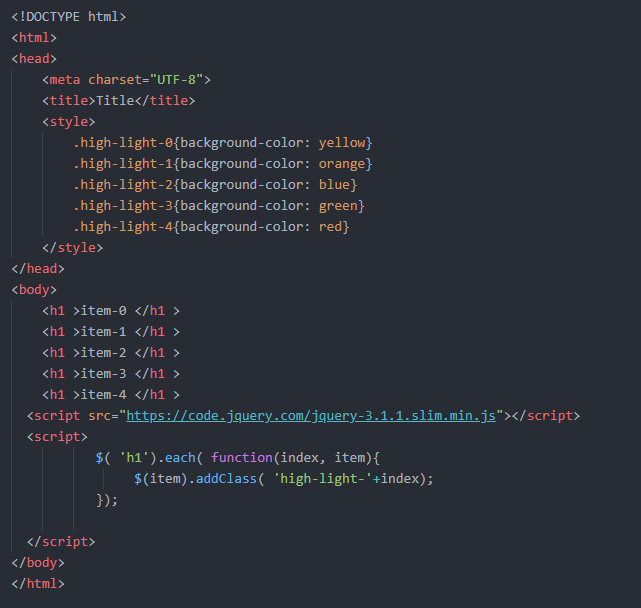 <!DOCTYPE html>
<html>
<head>
    <meta charset="UTF-8">
    <title>Title</title>
    <style>
        .high-light-0{background-color: yellow}
        .high-light-1{background-color: orange}
        .high-light-2{background-color: blue}
        .high-light-3{background-color: green}
        .high-light-4{background-color: red}
    </style>
</head>
<body>
    <h1 >item-0 </h1 >
    <h1 >item-1 </h1 >
    <h1 >item-2 </h1 >
    <h1 >item-3 </h1 >
    <h1 >item-4 </h1 >
  <script src="https://code.jquery.com/jquery-3.1.1.slim.min.js"></script>
  <script>
           $( 'h1').each( function(index, item){
                $(item).addClass( 'high-light-'+index);
           });
  </script>
</body>
</html>